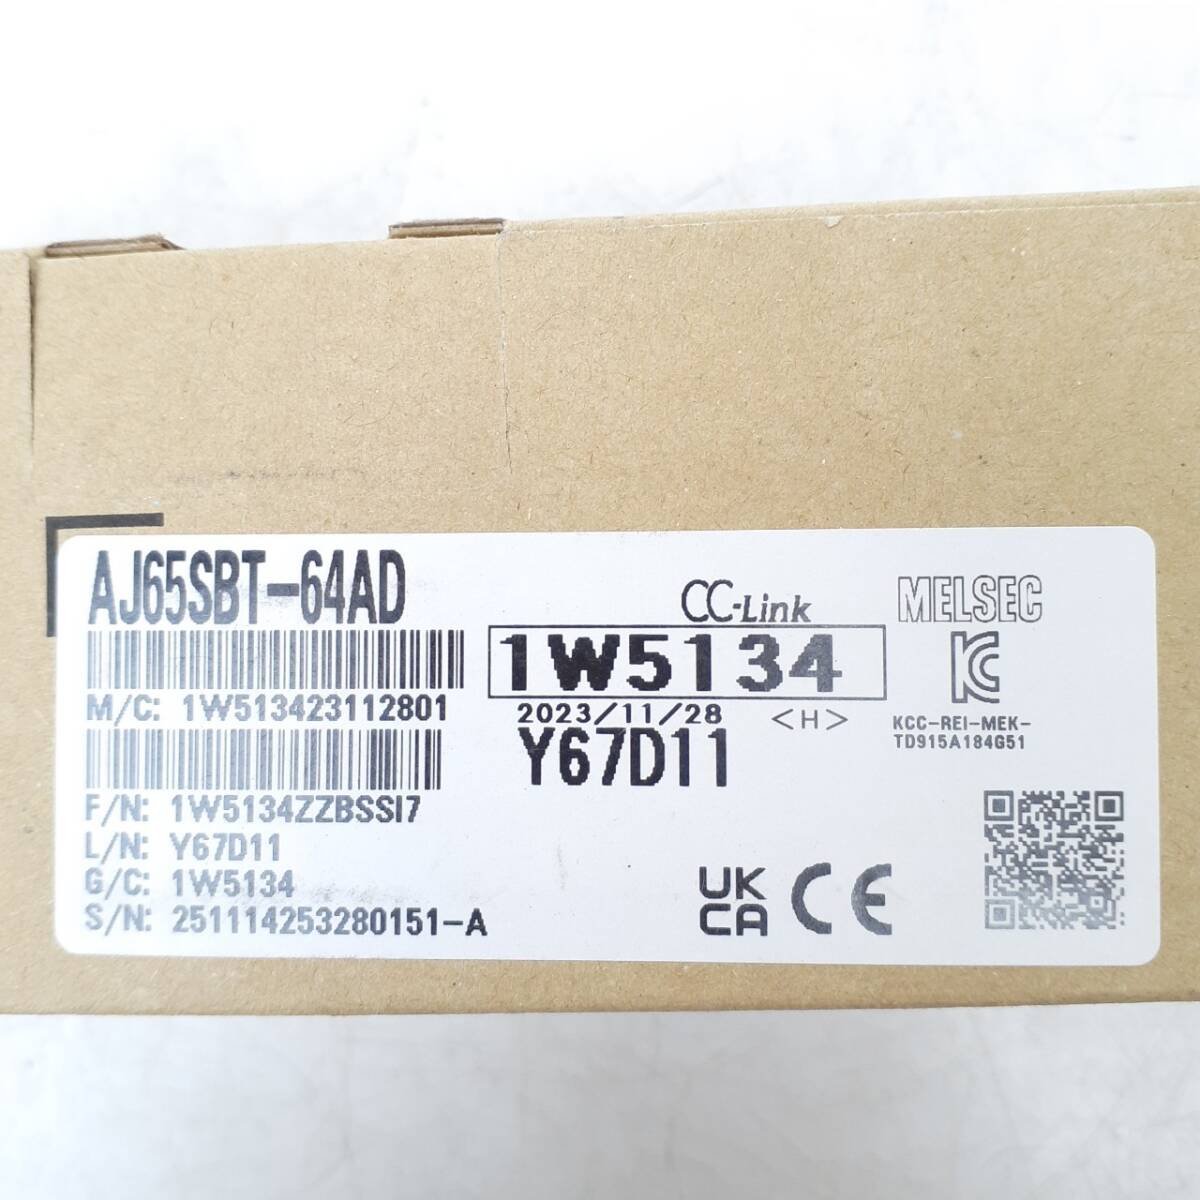 AJ65SBT-64AD
CC-Link
MELSEC
1W5134
M/C: 1W513423112801
2023/11/28 <H>
KCC-REI-MEK-
TD915A184G51
Y67D11
F/N: 1W5134ZZBSSI7
L/N: Y67D11
G/C: 1W5134
S/N: 251114253280151-A
UK
CA
CE